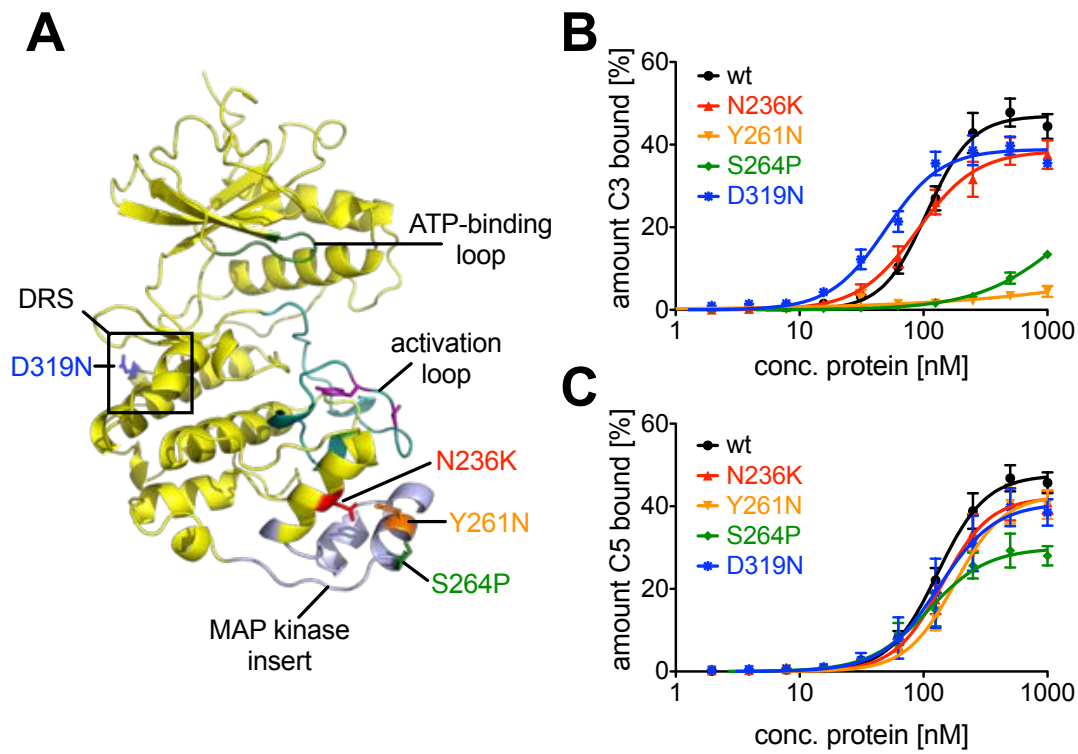 A
ATP-binding
loop
DRS
D319N
activation
loop
N236K
Y261N
S264P
MAP kinase
insert
B
amount C3 bound [%]
60
40
20
0
wt
N236K
Y261N
S264P
D319N
1 10 100 1000
conc. protein [nM]
C
amount C5 bound [%]
60
40
20
0
wt
N236K
Y261N
S264P
D319N
1 10 100 1000
conc. protein [nM]